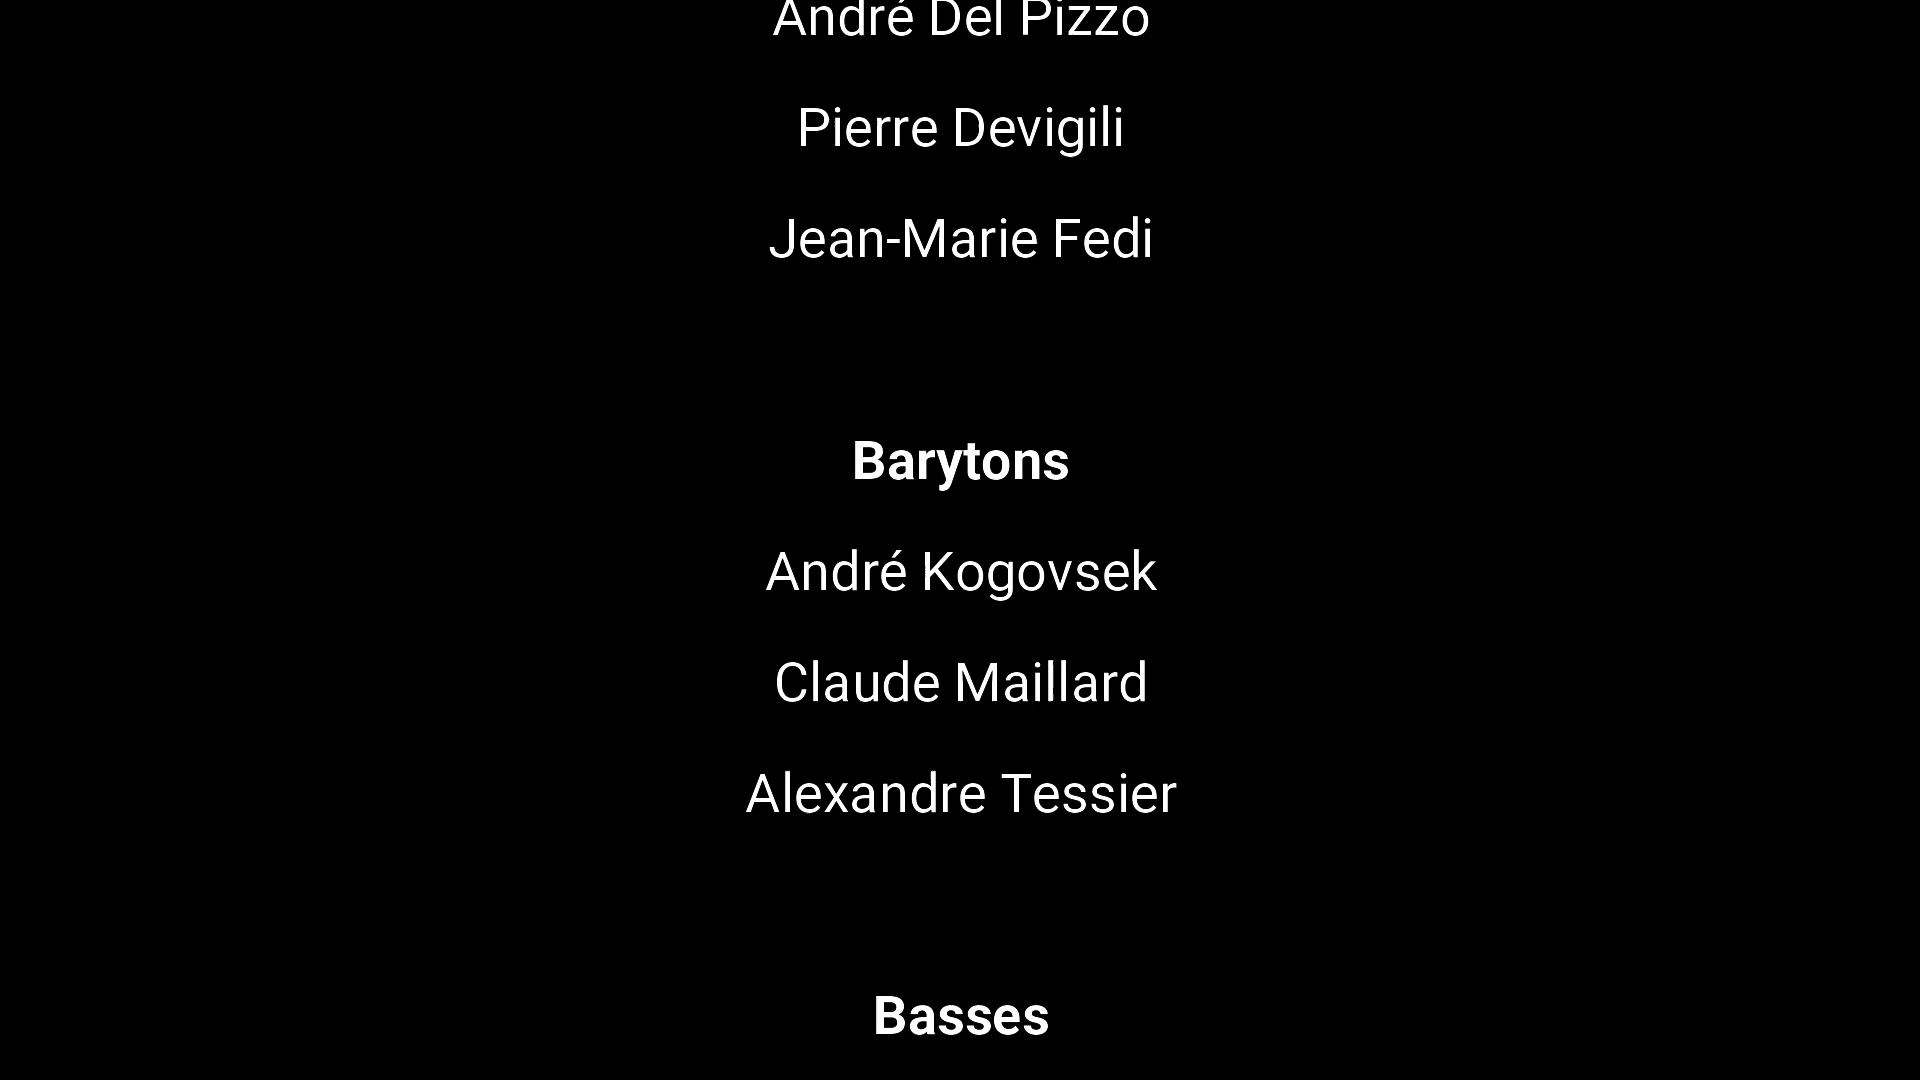 André Del Pizzo
Pierre Devigili
Jean-Marie Fedi
Barytons
André Kogovsek
Claude Maillard
Alexandre Tessier
Basses